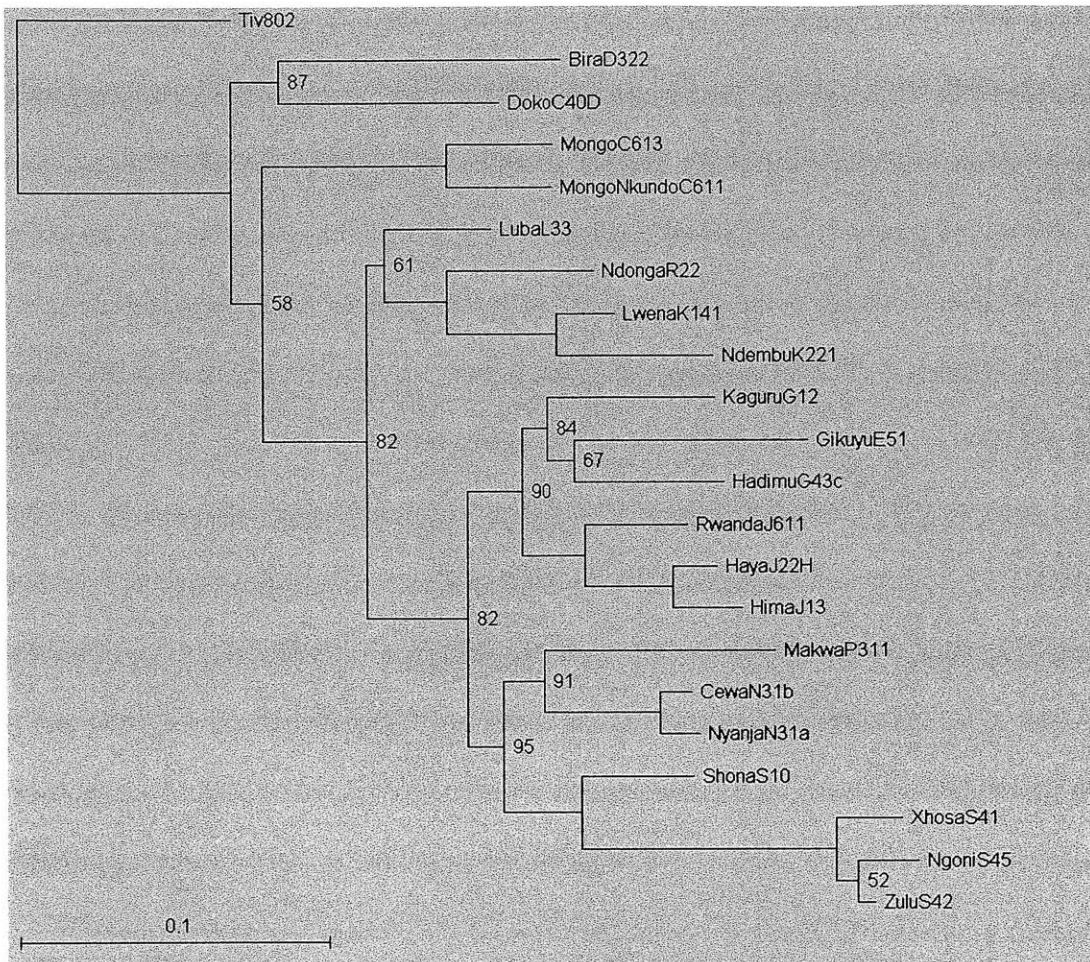 Tiv802
BiraD322
87
DokoC40D
MongoC613
MongoNkundoC611
LubaL33
61
NdongaR22
58
LwenaK141
NdembuK221
KaguruG12
82
84
GikuyuE51
67
HadimuG43c
90
RwandaJ611
HayaJ22H
HimaJ13
82
MakwaP311
91
CewaN31b
NyanjaN31a
95
ShonaS10
XhosaS41
NgoniS45
52
ZuluS42
0.1